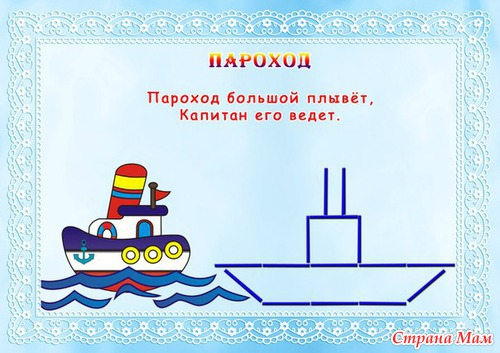 ПАРОХОД
Пароход большой плывёт,
Капитан его ведет.
Страна Мам